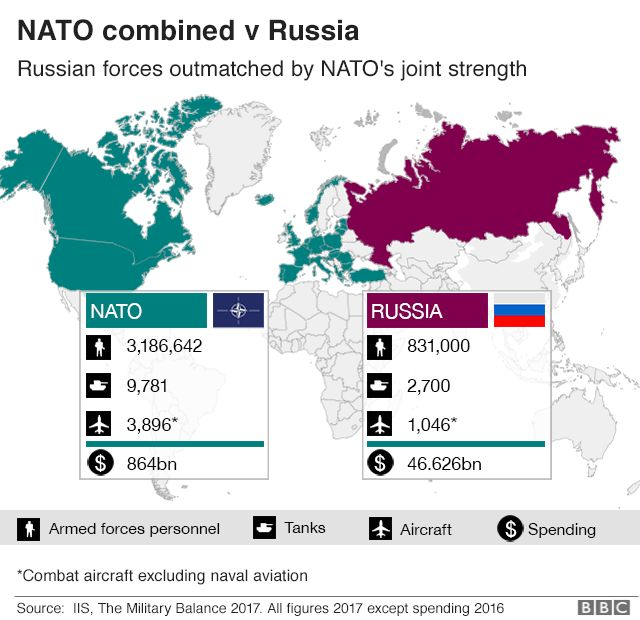 NATO combined v Russia
Russian forces outmatched by NATO's joint strength
NATO
3,186,642
9,781
3,896*
$ 864bn
RUSSIA
831,000
2,700
1,046*
$ 46.626bn
Armed forces personnel Tanks Aircraft $ Spending
*Combat aircraft excluding naval aviation
Source: IIS, The Military Balance 2017. All figures 2017 except spending 2016
BBC